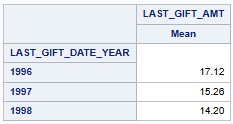 LAST_GIFT_AMT
Mean
LAST_GIFT_DATE_YEAR
1996 17.12
1997 15.26
1998 14.20